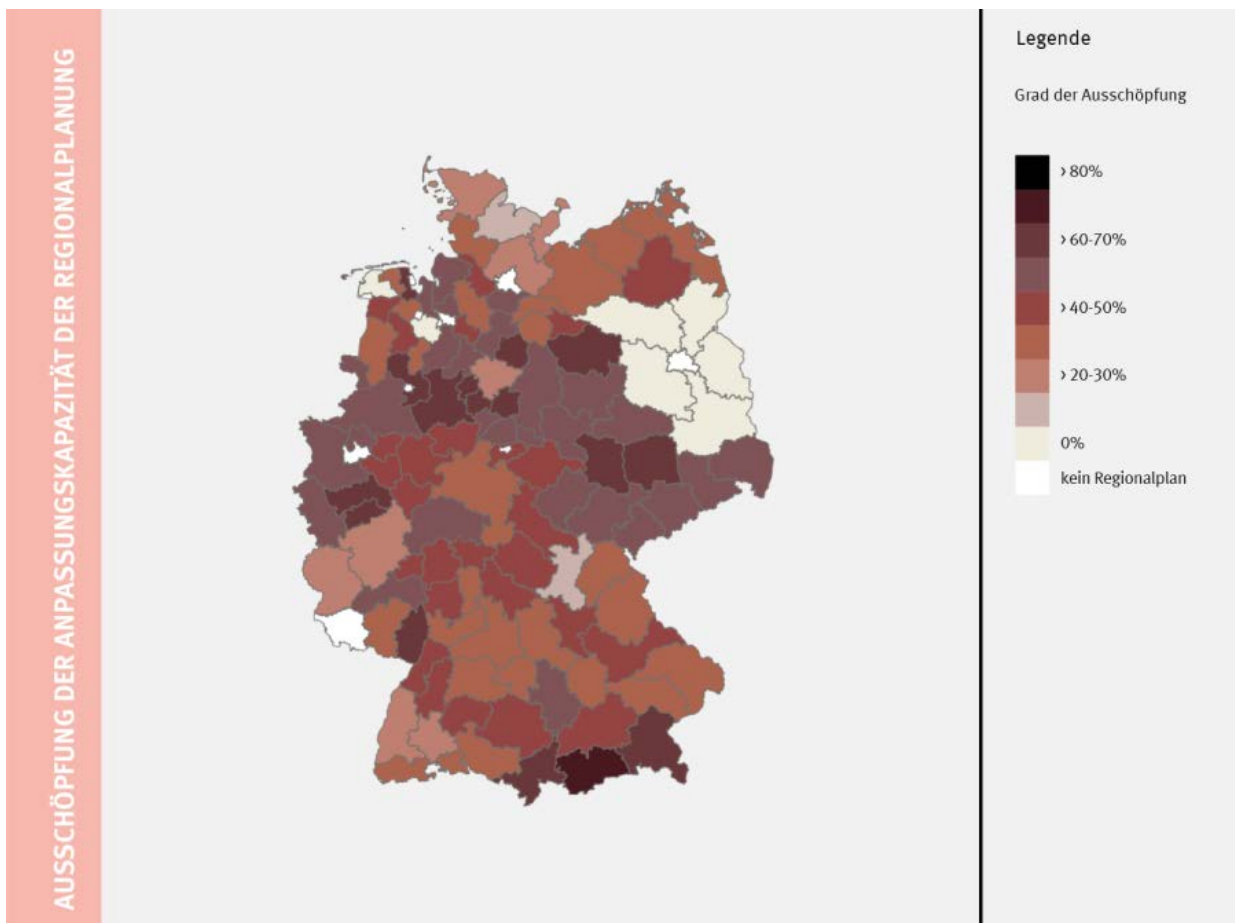 AUSSCHÖPFUNG DER ANPASSUNGSKAPAZITÄT DER REGIONALPLANUNG
Legende
Grad der Ausschöpfung
> 80%
> 60-70%
> 40-50%
> 20-30%
0%
kein Regionalplan